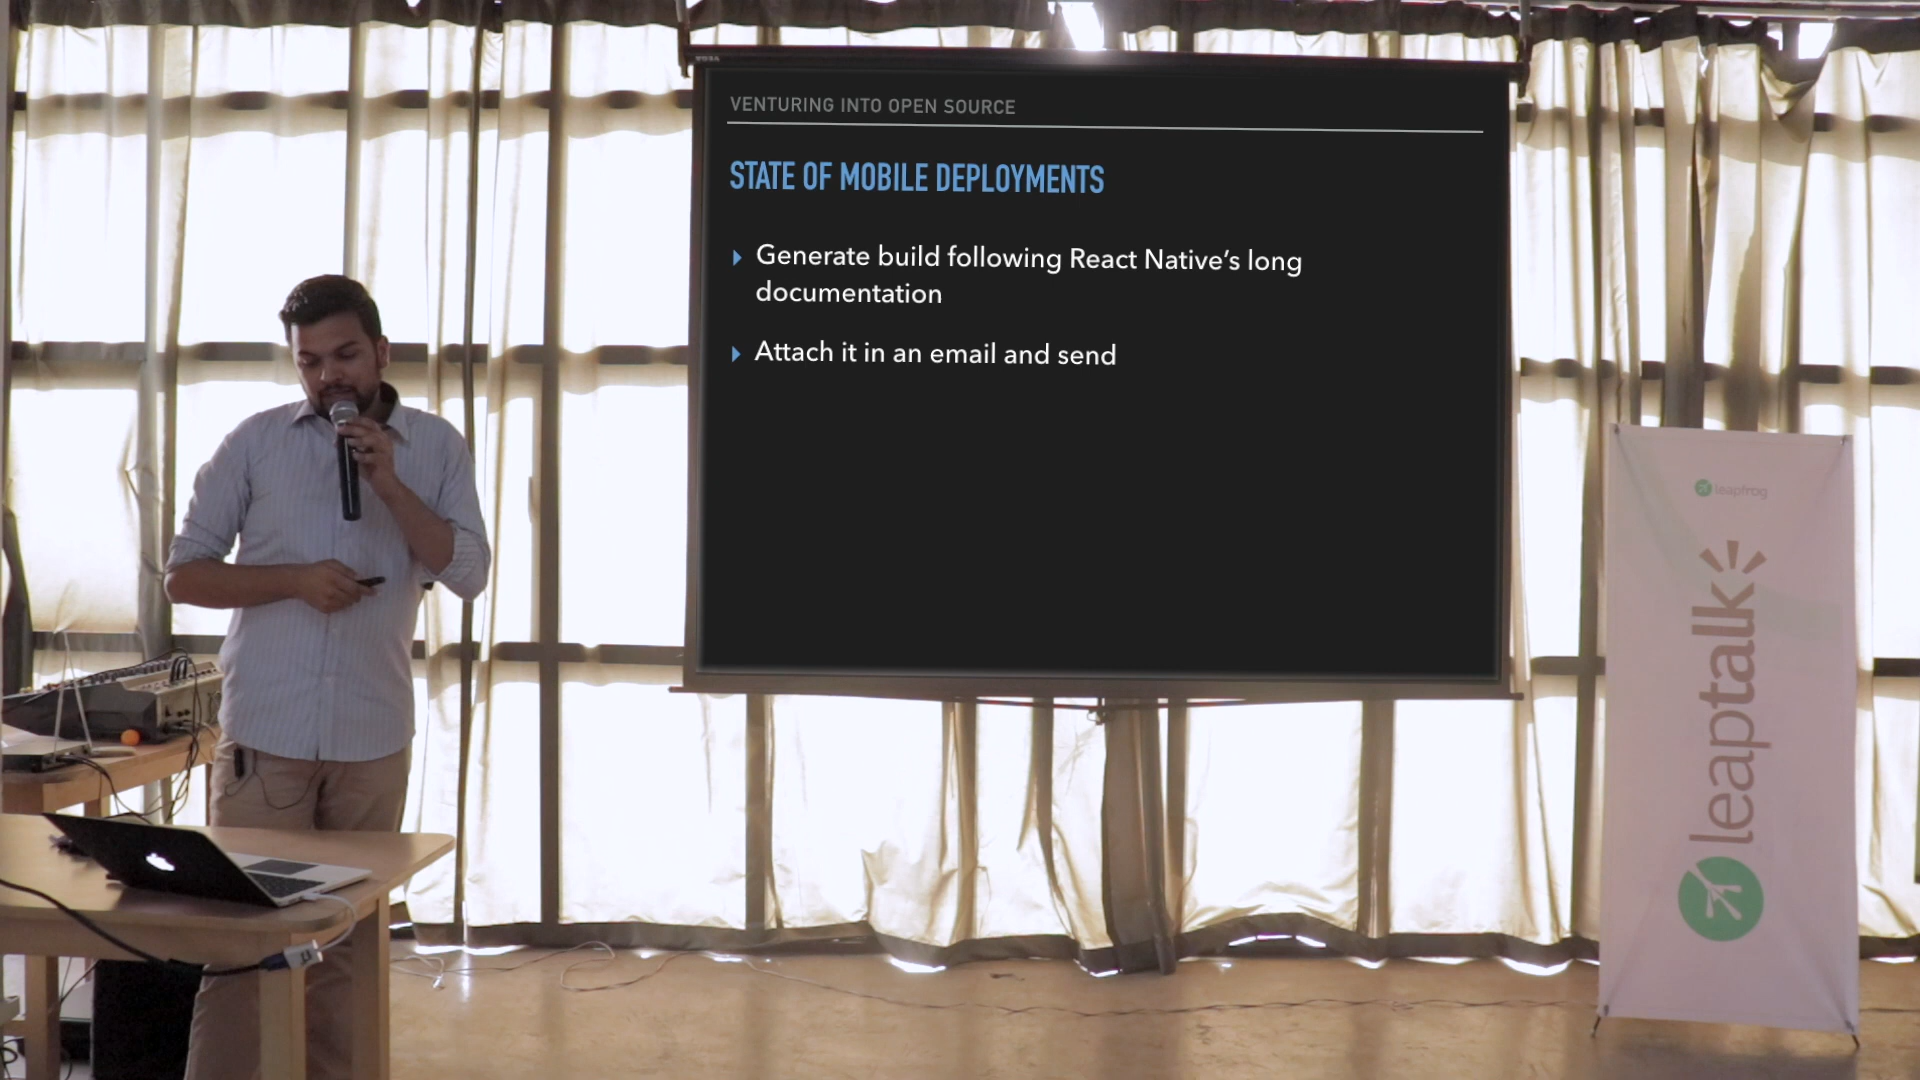 VENTURING INTO OPEN SOURCE
STATE OF MOBILE DEPLOYMENTS
Generate build following React Native’s long
documentation
Attach it in an email and send
leapfrog
leaptalk